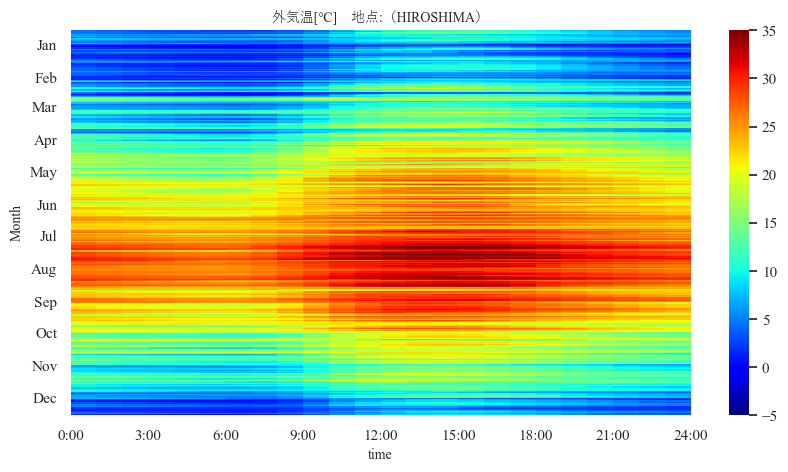 外気温[℃]　地点:（HIROSHIMA）
Month
Jan
Feb
Mar
Apr
May
Jun
Jul
Aug
Sep
Oct
Nov
Dec
0:00 3:00 6:00 9:00 12:00 15:00 18:00 21:00 24:00
time
35
30
25
20
15
10
5
0
−5